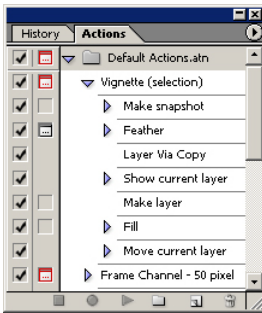 History Actions
Default Actions.atn
Vignette (selection)
Make snapshot
Feather
Layer Via Copy
Show current layer
Make layer
Fill
Move current layer
Frame Channel - 50 pixel